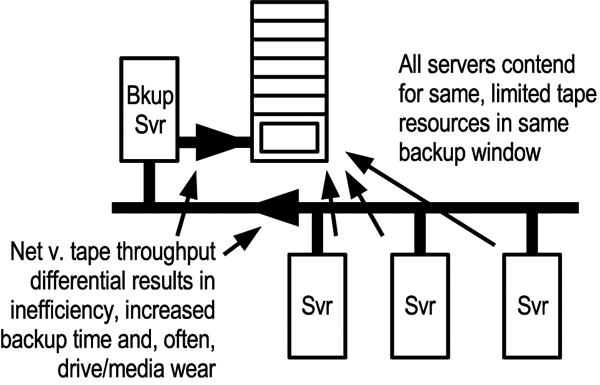 Bkup
Svr
All servers contend
for same, limited tape
resources in same
backup window
Net v. tape throughput
differential results in
inefficiency, increased
backup time and, often,
drive/media wear
Svr
Svr
Svr